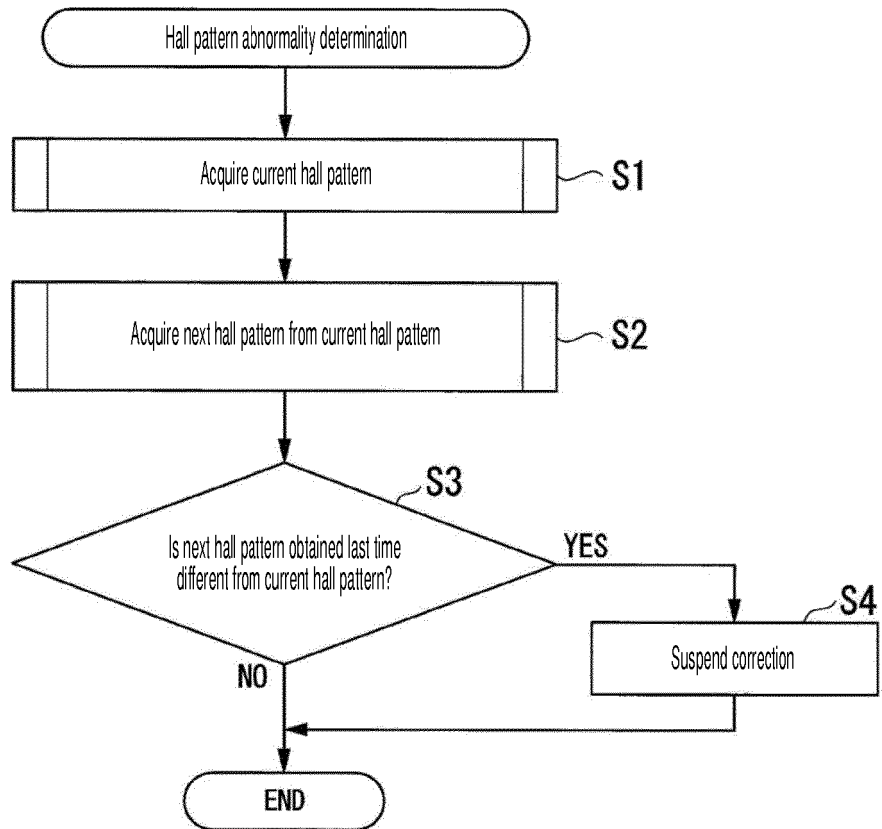 Hall pattern abnormality determination
Acquire current hall pattern
S1
Acquire next hall pattern from current hall pattern
S2
S3
Is next hall pattern obtained last time
different from current hall pattern?
YES
S4
Suspend correction
NO
END